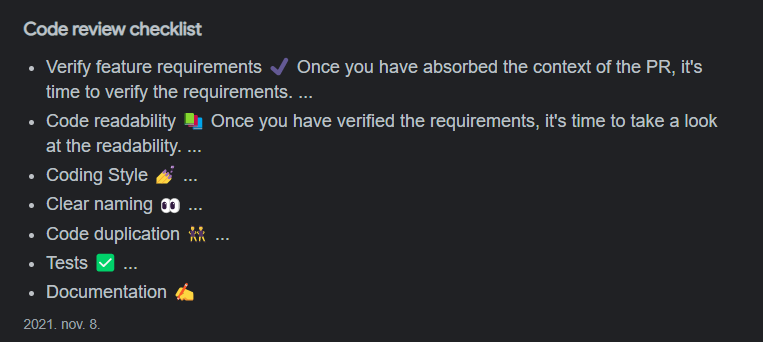 Code review checklist
• Verify feature requirements ✔️ Once you have absorbed the context of the PR, it's
time to verify the requirements. ...
• Code readability 📚 Once you have verified the requirements, it's time to take a look
at the readability. ...
• Coding Style 💅 ...
• Clear naming 👀 ...
• Code duplication 👯 ...
• Tests ✅ ...
• Documentation ✍️
2021. nov. 8.